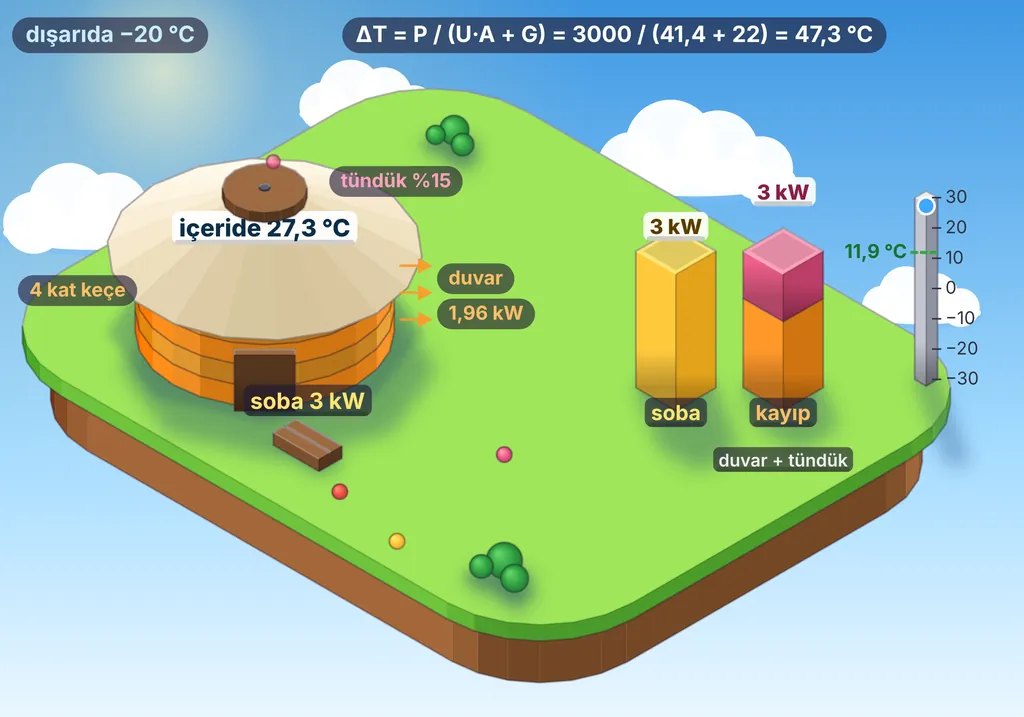 dışarıda −20 °C
ΔT = P / (U·A + G) = 3000 / (41,4 + 22) = 47,3 °C
tündük %15
içeride 27,3 °C
4 kat keçe
duvar
1,96 kW
soba 3 kW
3 kW
3 kW
soba
kayıp
duvar + tündük
11,9 °C
30
20
10
0
−10
−20
−30